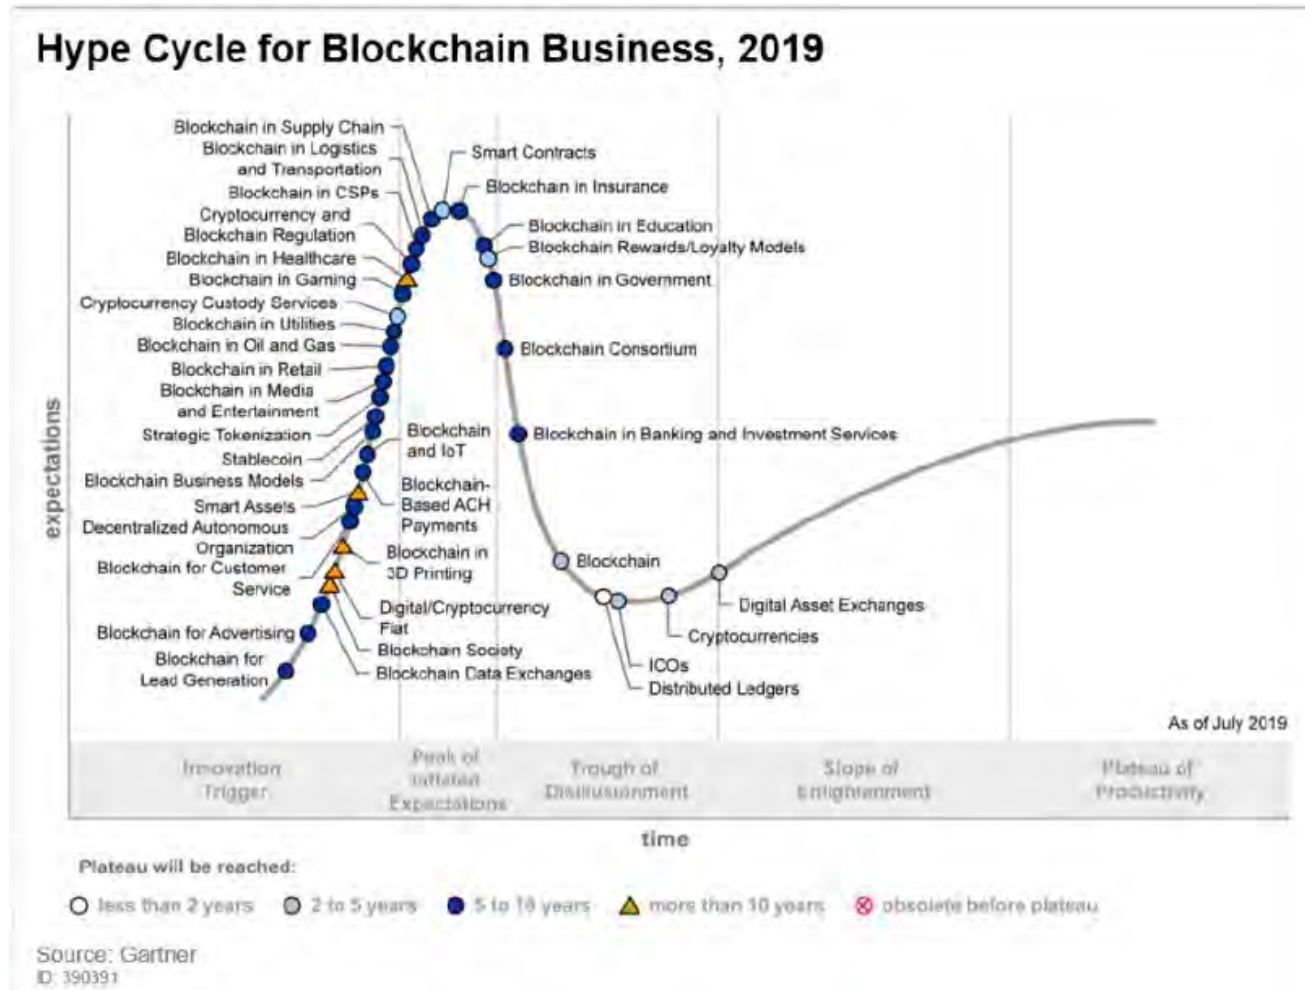 Hype Cycle for Blockchain Business, 2019
Blockchain in Supply Chain
Blockchain in Logistics
and Transportation
Blockchain in CSPs
Cryptocurrency and
Blockchain Regulation
Blockchain in Healthcare
Blockchain in Gaming
Cryptocurrency Custody Services
Blockchain in Utilities
Blockchain in Oil and Gas
Blockchain in Retail
Blockchain in Media
and Entertainment
Strategic Tokenization
Stablecoin
Blockchain Business Models
Smart Assets
Decentralized Autonomous
Organization
Blockchain for Customer
Service
Blockchain for Advertising
Blockchain for
Lead Generation
Blockchain
and IoT
Blockchain-
Based ACH
Payments
Blockchain in
3D Printing
Digital/Cryptocurrency
Fiat
Blockchain Society
Blockchain Data Exchanges
Smart Contracts
Blockchain in Insurance
Blockchain in Education
Blockchain Rewards/Loyalty Models
Blockchain in Government
Blockchain Consortium
Blockchain in Banking and Investment Services
Blockchain
Digital Asset Exchanges
Cryptocurrencies
ICOs
Distributed Ledgers
expectations
As of July 2019
Innovation
Trigger
Peak of
Inflated
Expectations
Trough of
Disillusionment
Slope of
Enlightenment
Plateau of
Productivity
time
Plateau will be reached:
less than 2 years
2 to 5 years
5 to 10 years
more than 10 years
obsolete before plateau
Source: Gartner
ID: 390391